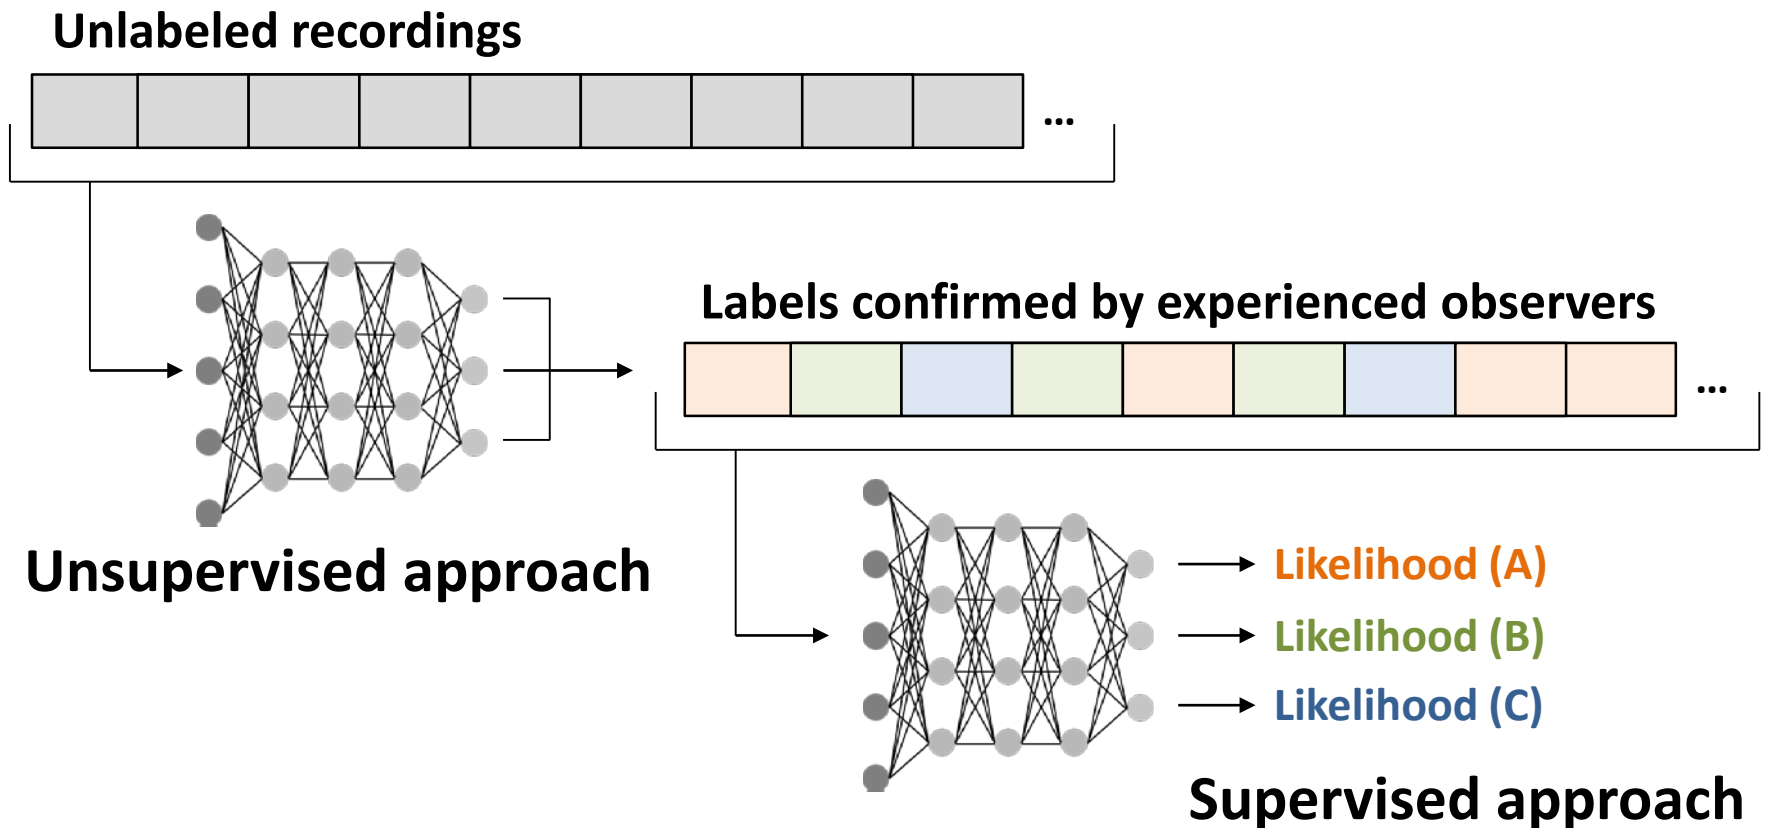 Unlabeled recordings
...
Labels confirmed by experienced observers
...
Unsupervised approach
Likelihood (A)
Likelihood (B)
Likelihood (C)
Supervised approach